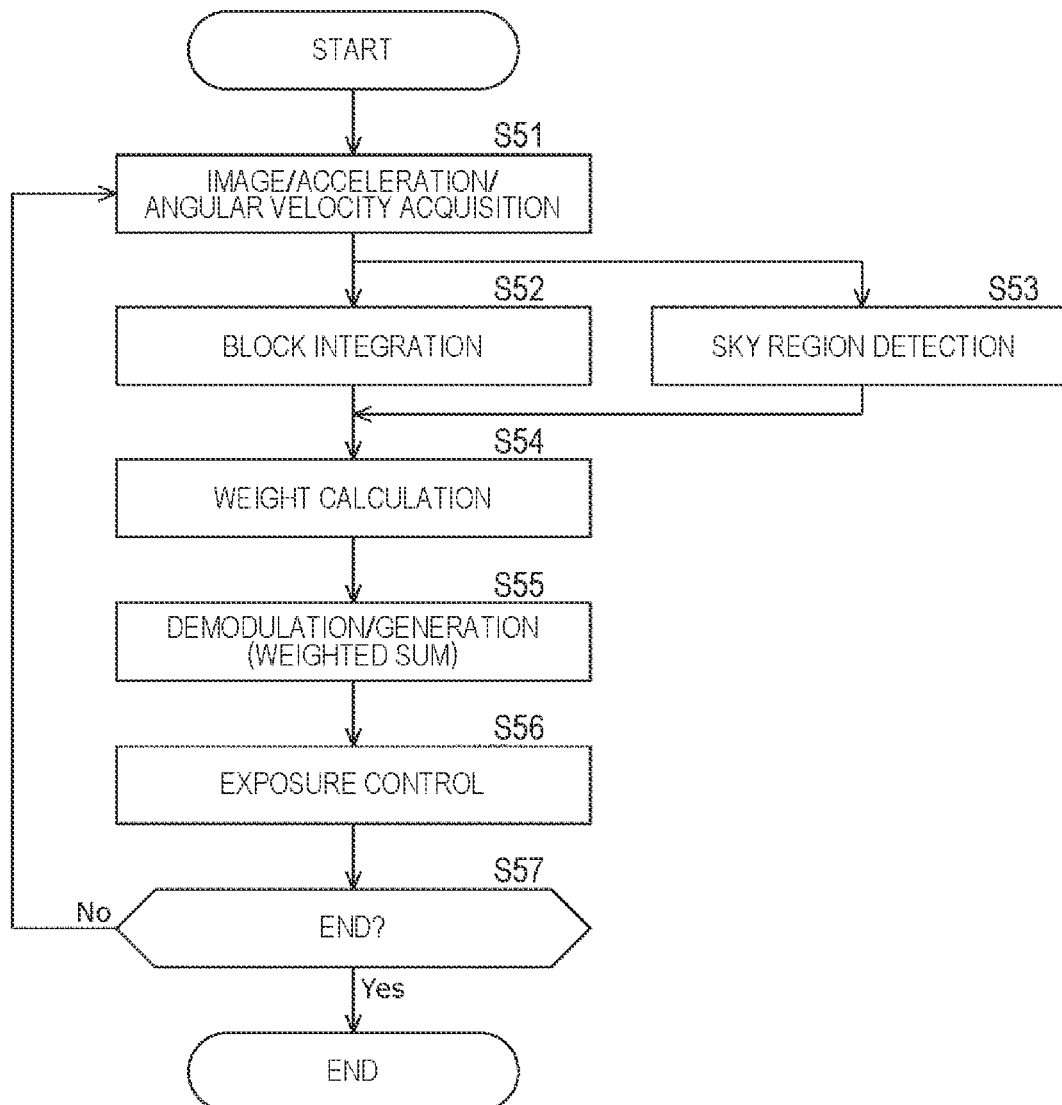 START
S51
IMAGE/ACCELERATION/
ANGULAR VELOCITY ACQUISITION
S52
BLOCK INTEGRATION
S53
SKY REGION DETECTION
S54
WEIGHT CALCULATION
S55
DEMODULATION/GENERATION
(WEIGHTED SUM)
S56
EXPOSURE CONTROL
S57
No
END?
Yes
END